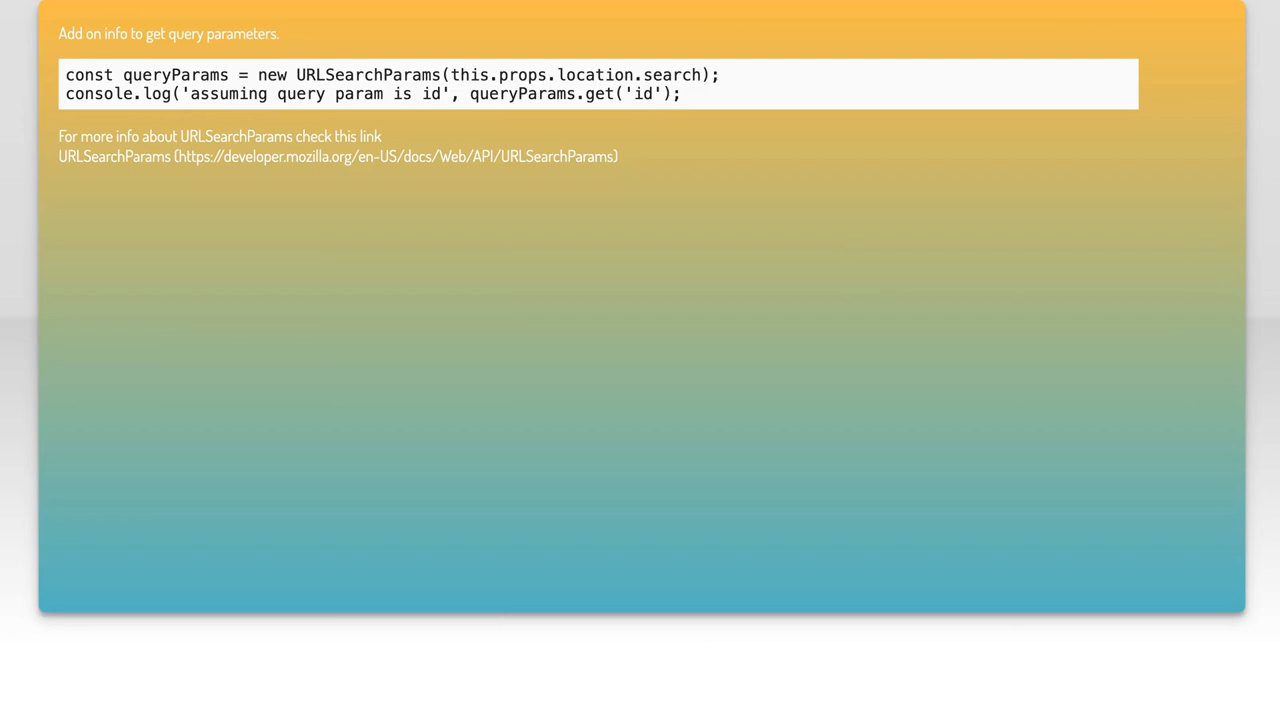 Add on info to get query parameters.
const queryParams = new URLSearchParams(this.props.location.search);
console.log('assuming query param is id', queryParams.get('id');
For more info about URLSearchParams check this link
URLSearchParams (https://developer.mozilla.org/en-US/docs/Web/API/URLSearchParams)